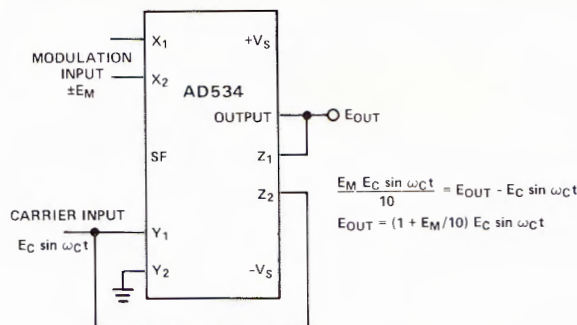 X1
+VS
MODULATION
INPUT
±EM
X2
AD534
OUTPUT
EOUT
SF
Z1
Z2
EM EC sin ωCt
10
= EOUT - EC sin ωCt
EOUT = (1 + EM/10) EC sin ωCt
CARRIER INPUT
EC sin ωCt
Y1
Y2
-VS